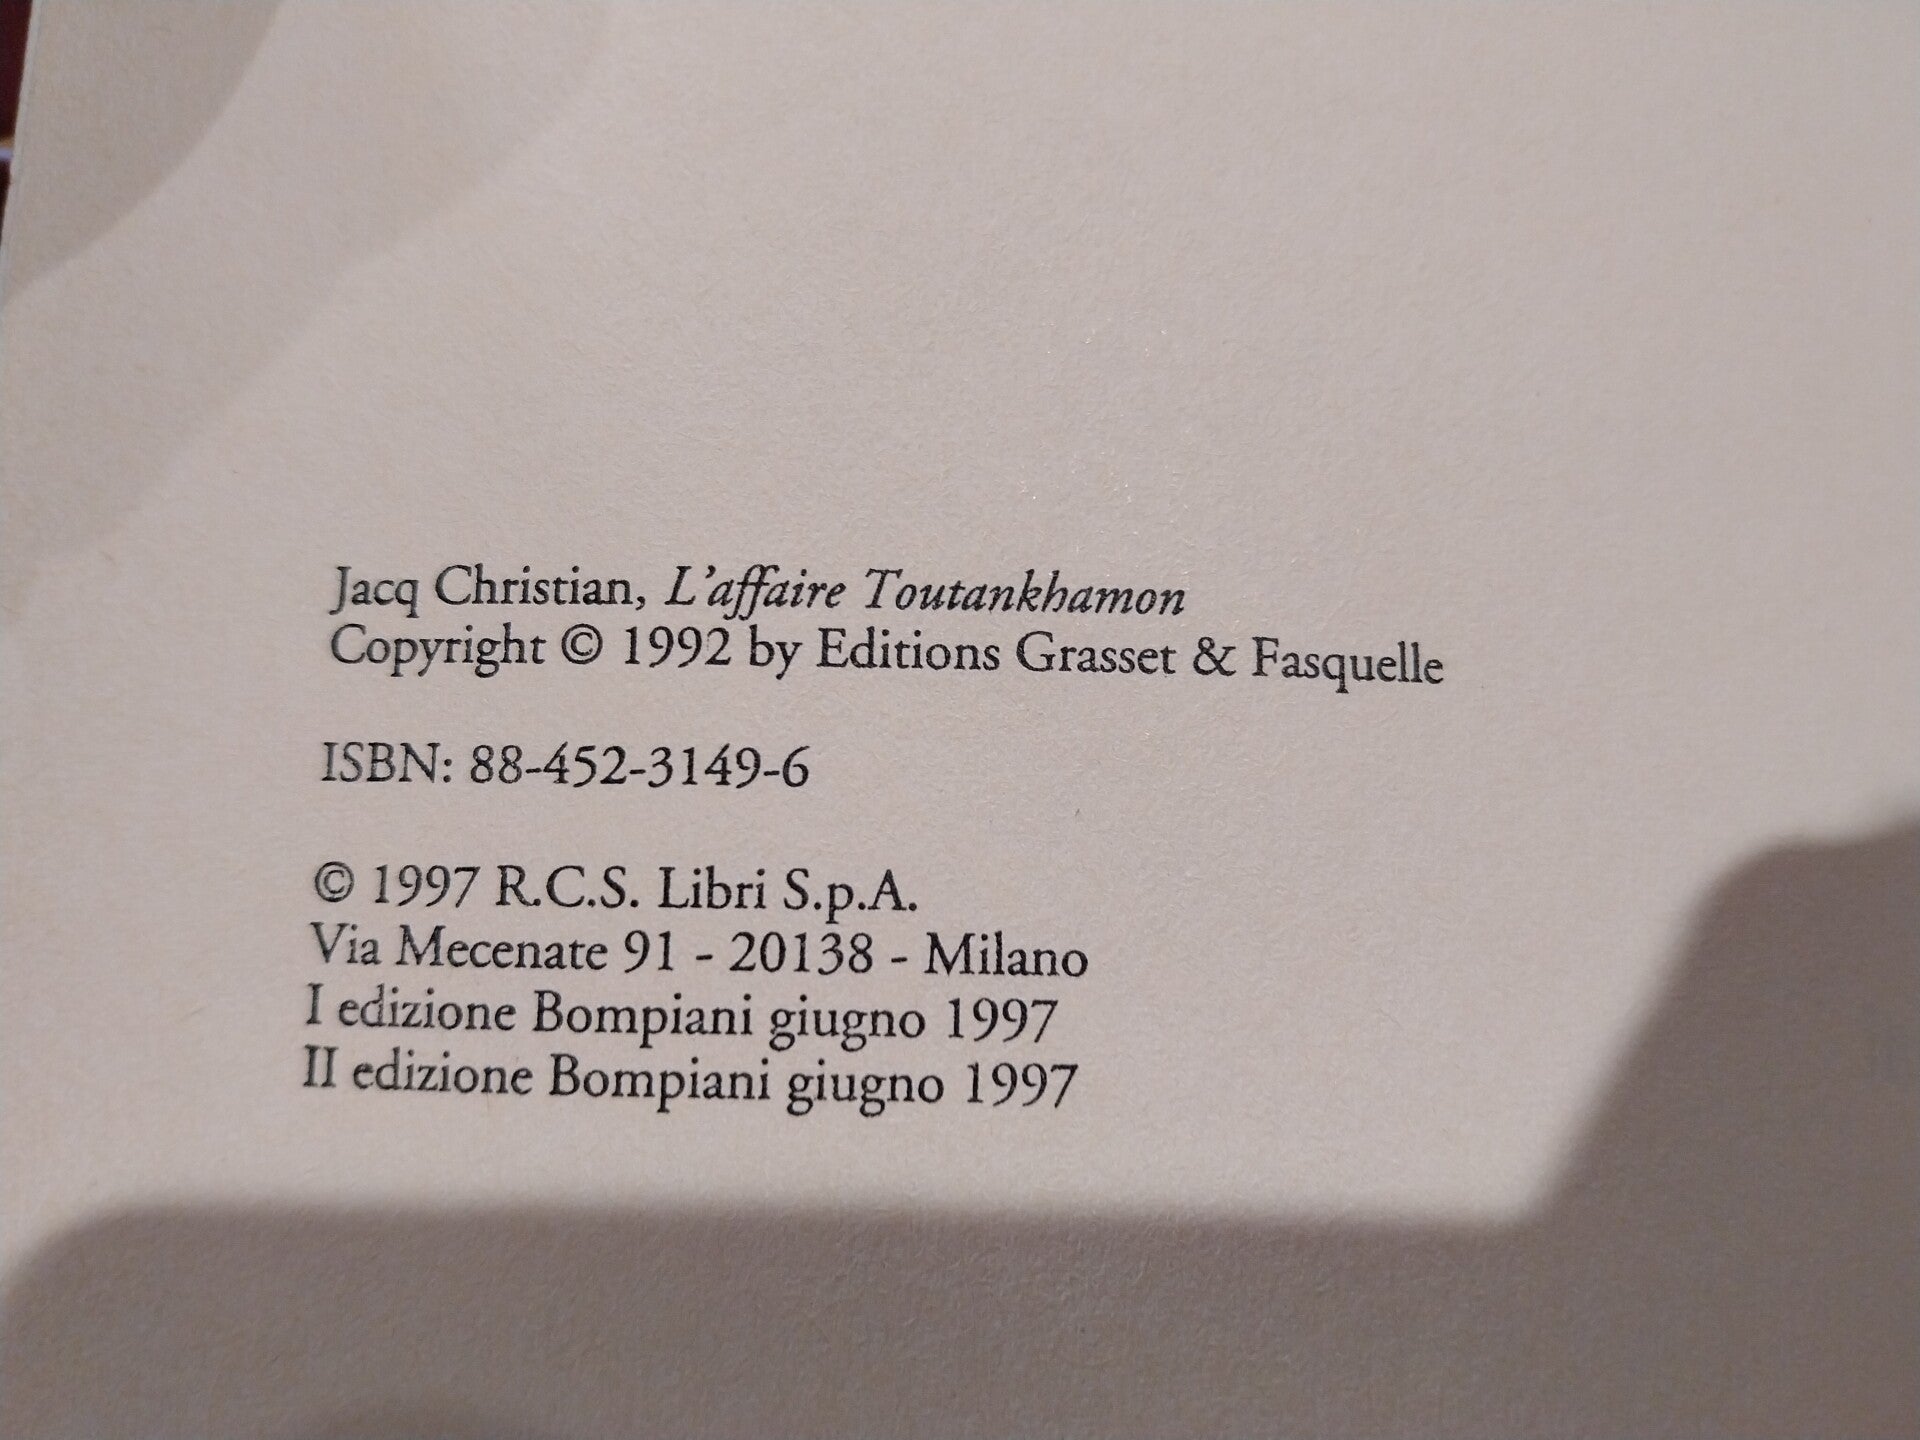 Jacq Christian, L'affaire Toutankhamon
Copyright © 1992 by Editions Grasset & Fasquelle
ISBN: 88-452-3149-6
© 1997 R.C.S. Libri S.p.A.
Via Mecenate 91 - 20138 - Milano
I edizione Bompiani giugno 1997
II edizione Bompiani giugno 1997